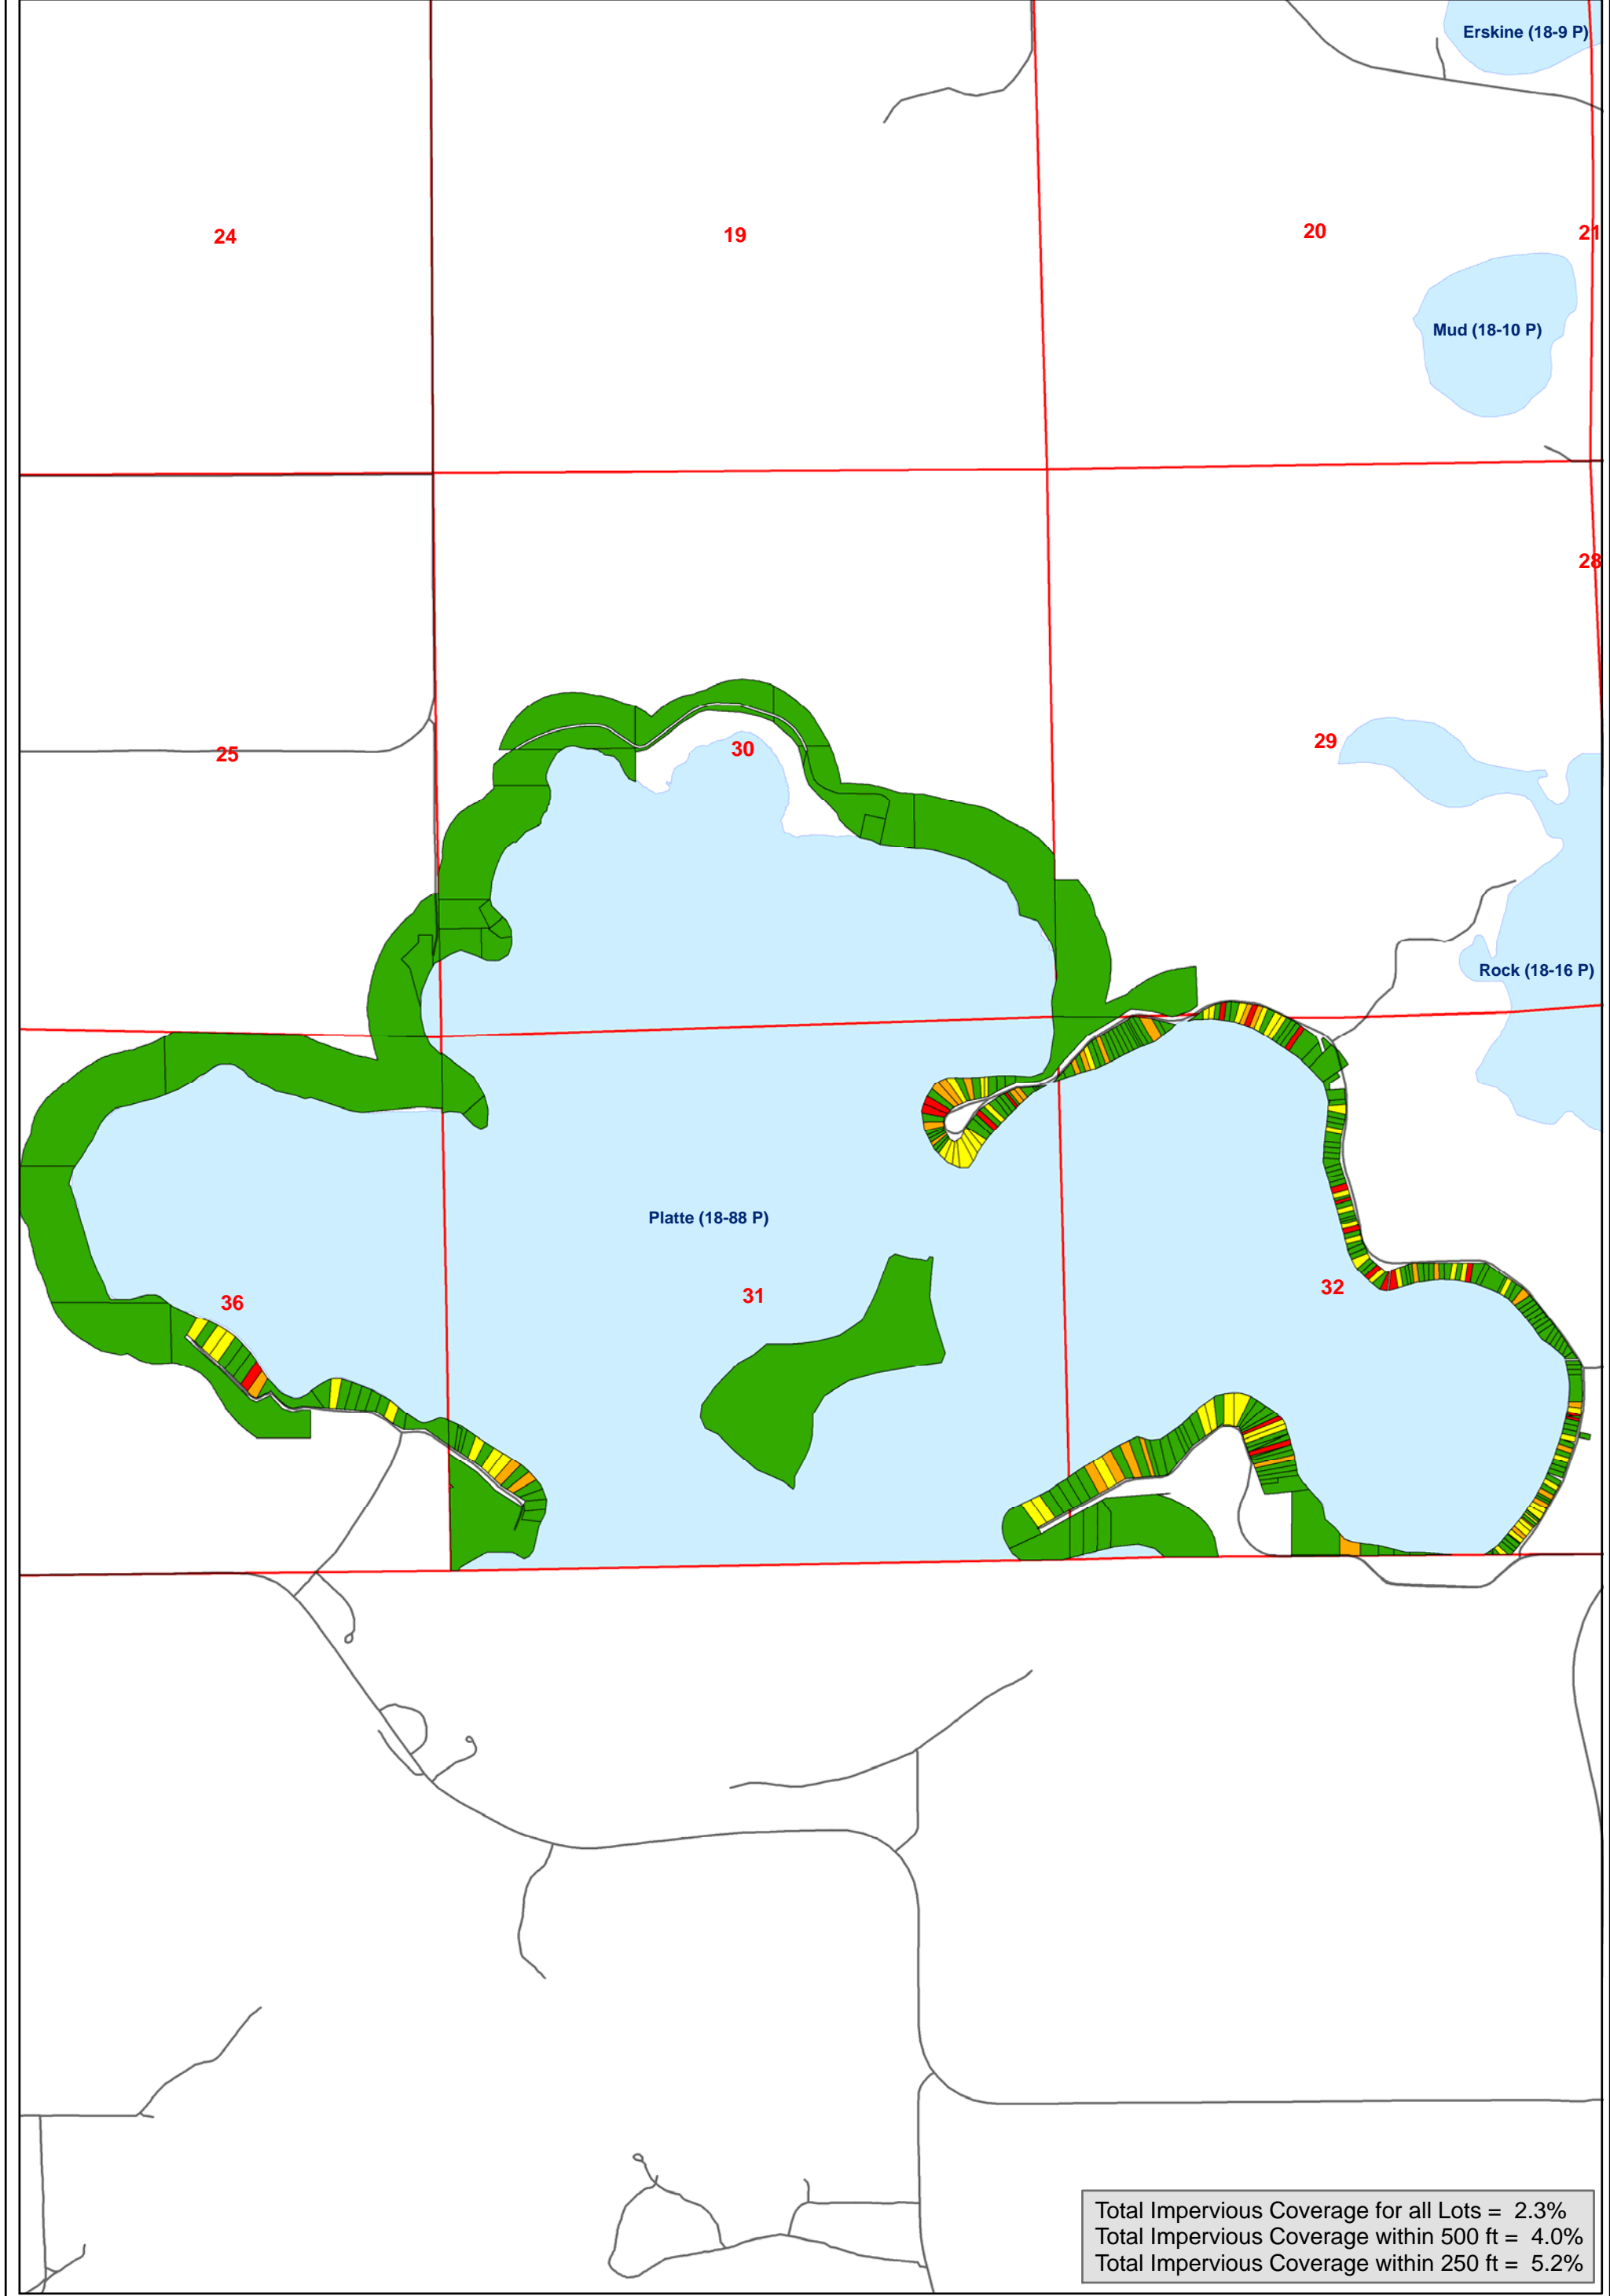 Erskine (18-9 P)
24
19
20
21
Mud (18-10 P)
28
25
30
29
Rock (18-16 P)
Platte (18-88 P)
36
31
32
Total Impervious Coverage for all Lots = 2.3%
Total Impervious Coverage within 500 ft = 4.0%
Total Impervious Coverage within 250 ft = 5.2%